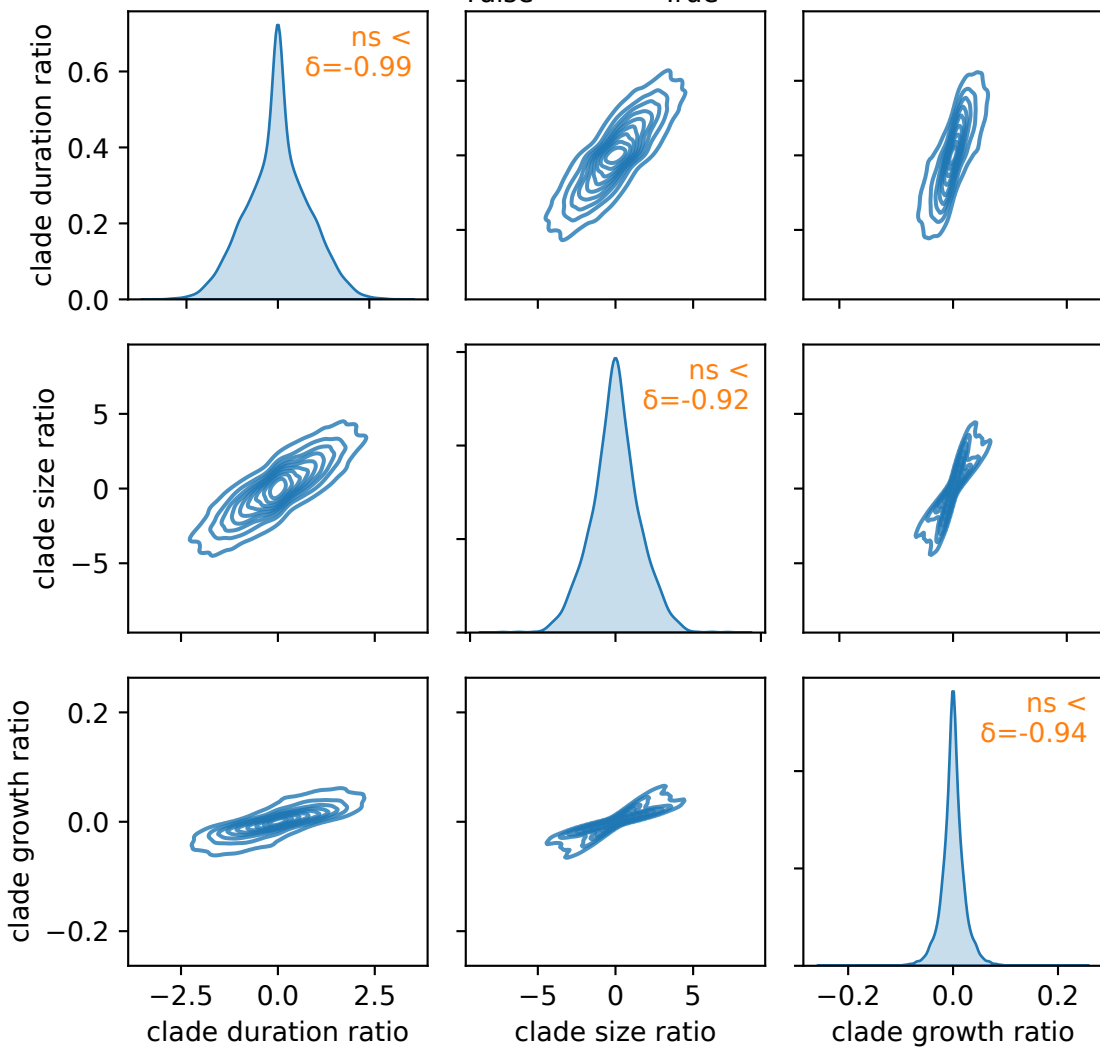 clade duration ratio
0.6
0.4
0.2
0.0
ns <
δ=-0.99
clade size ratio
5
0
−5
ns <
δ=-0.92
clade growth ratio
0.2
0.0
−0.2
ns <
δ=-0.94
−2.5 0.0 2.5
−5 0 5
−0.2 0.0 0.2
clade duration ratio
clade size ratio
clade growth ratio